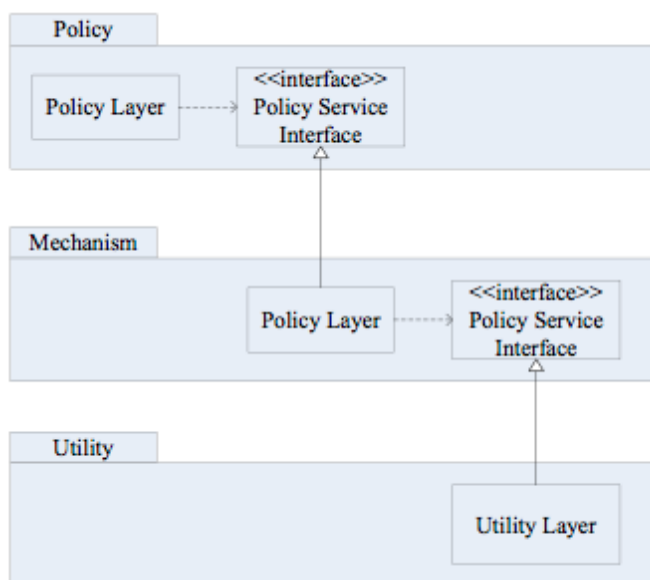 Policy
Policy Layer
<<interface>>
Policy Service
Interface
Mechanism
Policy Layer
<<interface>>
Policy Service
Interface
Utility
Utility Layer